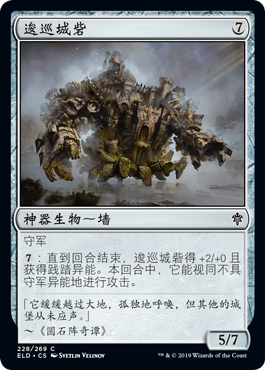 逡巡城砦 7
神器生物～墙
守军
7：直到回合结束，逡巡城砦得+2/+0且
获得践踏异能。本回合中，它能视同不具
守军异能地进行攻击。
「它缓缓越过大地，孤独地呼唤，但其他的城
堡从未应声。」
～《圆石阵奇谭》
5/7
228/269 C
ELD • CS SVETLIN VELINOV ™ & © 2019 Wizards of the Coast